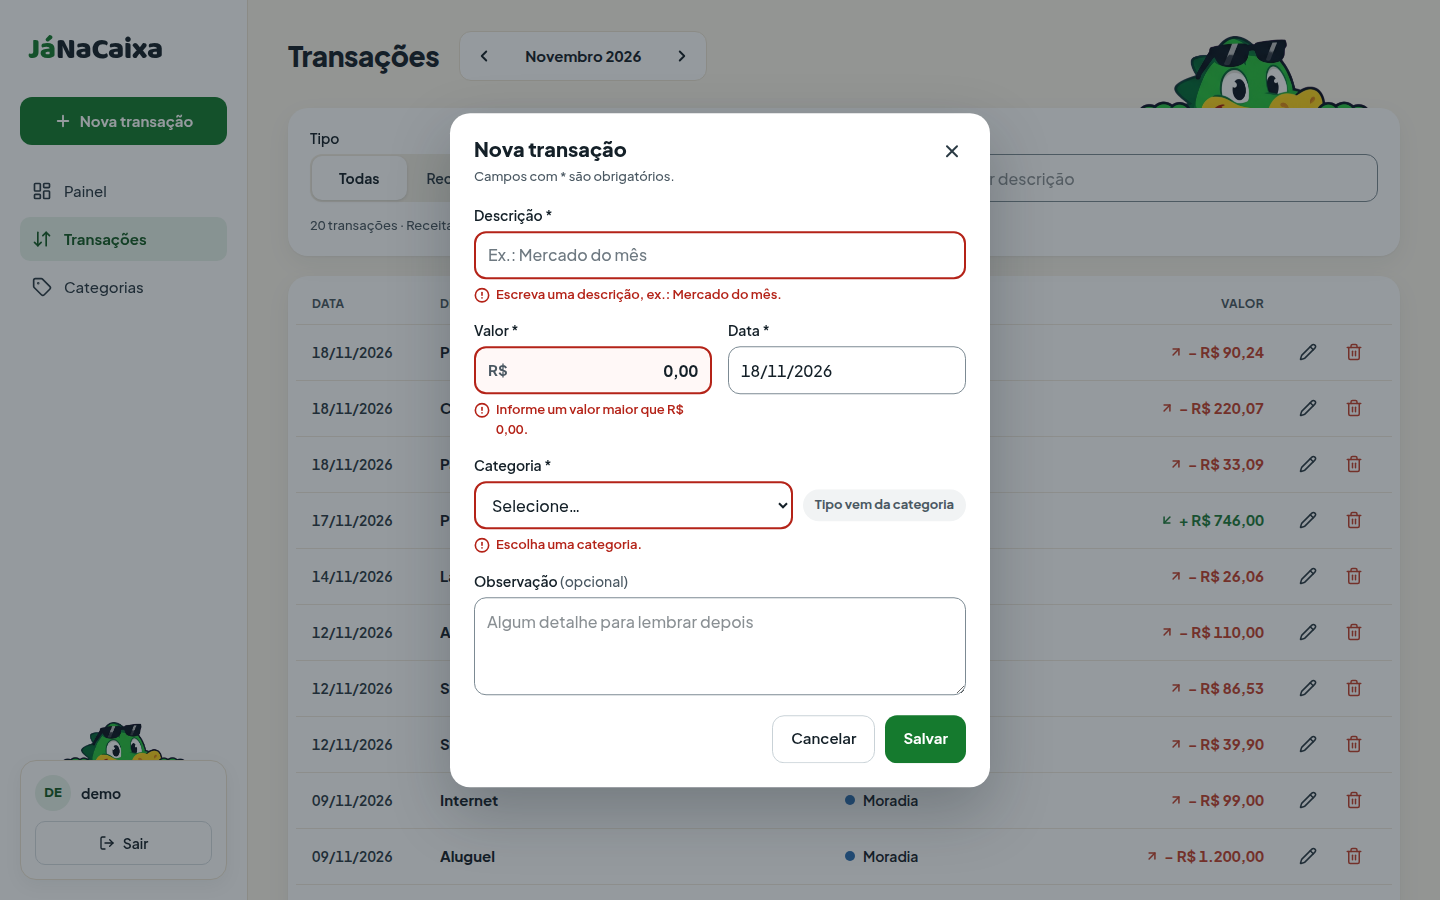 JáNaCaixa
Nova transação
Painel
Transações
Categorias
DE demo
Sair
Transações
Novembro 2026
Tipo
Todas
descrição
20 transações ·
DATA
VALOR
18/11/2026 – R$ 90,24
18/11/2026 – R$ 220,07
18/11/2026 – R$ 33,09
17/11/2026 + R$ 746,00
14/11/2026 – R$ 26,06
12/11/2026 – R$ 110,00
12/11/2026 – R$ 86,53
12/11/2026 – R$ 39,90
09/11/2026 Internet Moradia – R$ 99,00
09/11/2026 Aluguel Moradia – R$ 1.200,00
Nova transação
Campos com * são obrigatórios.
Descrição *
Ex.: Mercado do mês
Escreva uma descrição, ex.: Mercado do mês.
Valor *
R$ 0,00
Informe um valor maior que R$
0,00.
Data *
18/11/2026
Categoria *
Selecione...
Tipo vem da categoria
Escolha uma categoria.
Observação (opcional)
Algum detalhe para lembrar depois
Cancelar
Salvar